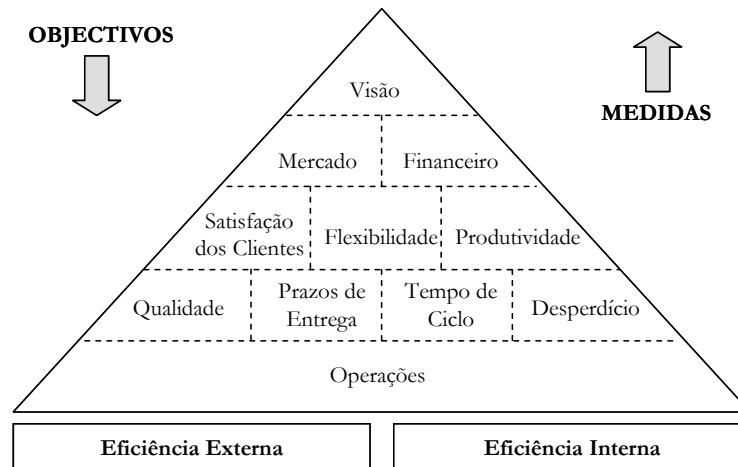 OBJECTIVOS
MEDIDAS
Visão
Mercado
Financeiro
Satisfação
dos Clientes
Flexibilidade
Produtividade
Qualidade
Prazos de
Entrega
Tempo de
Ciclo
Desperdício
Operações
Eficiência Externa
Eficiência Interna